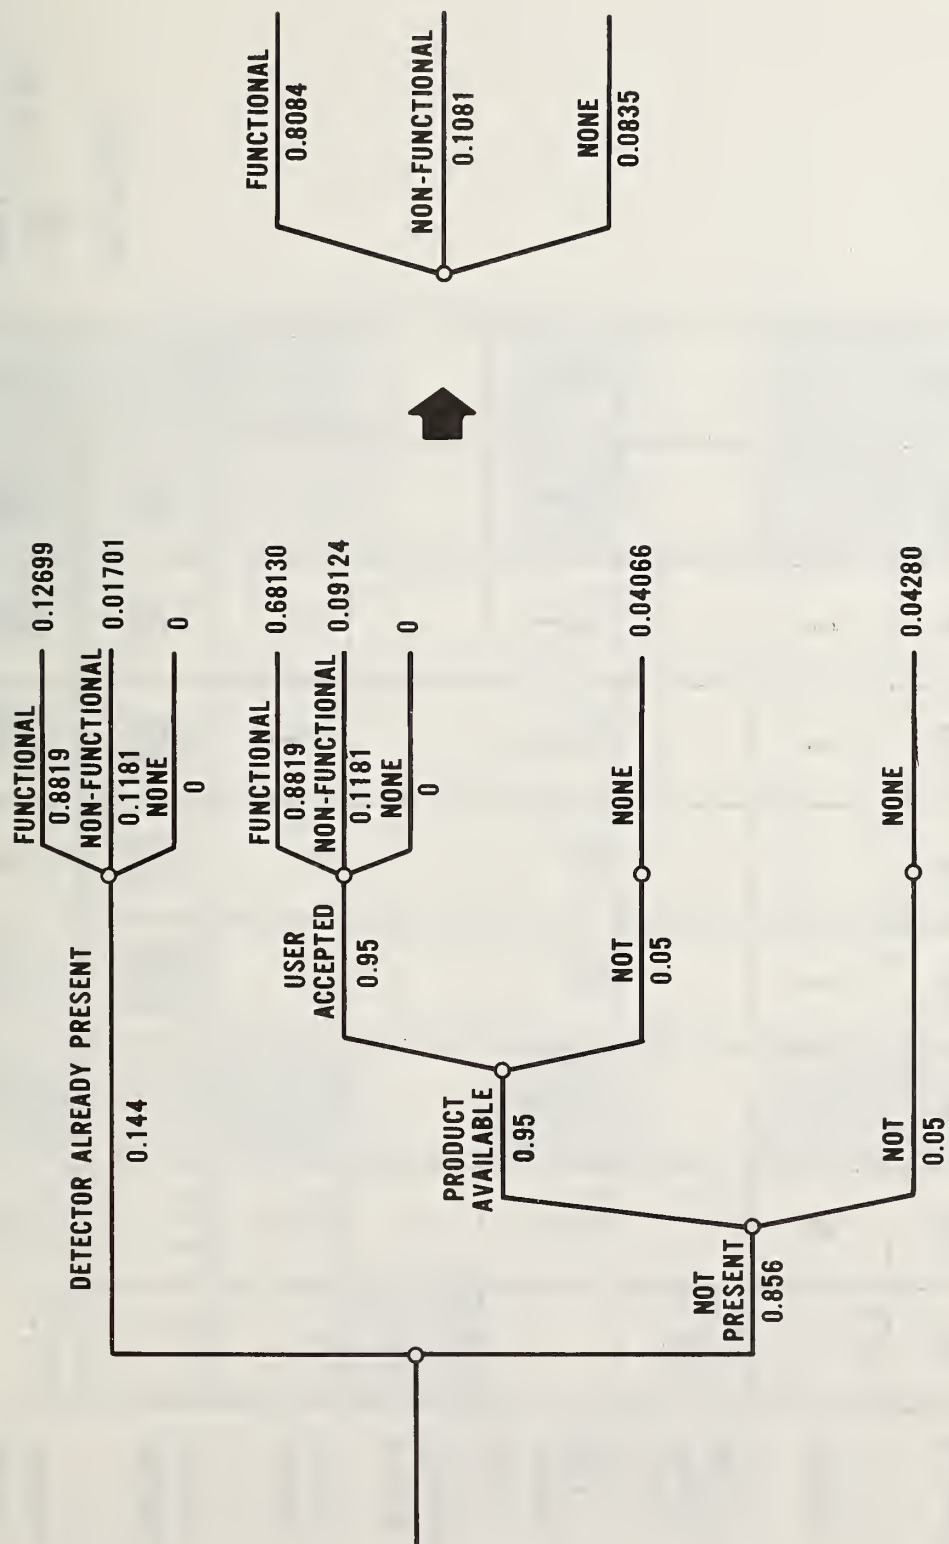 DETECTOR ALREADY PRESENT
0.144
FUNCTIONAL
0.8819
0.12699
NON-FUNCTIONAL
0.1181
0.01701
NONE
0
0
NOT
PRESENT
0.856
PRODUCT
AVAILABLE
0.95
USER
ACCEPTED
0.95
FUNCTIONAL
0.8819
0.68130
NON-FUNCTIONAL
0.1181
0.09124
NONE
0
0
NOT
0.05
NONE
0.04066
NOT
0.05
NONE
0.04280
FUNCTIONAL
0.8084
NON-FUNCTIONAL
0.1081
NONE
0.0835